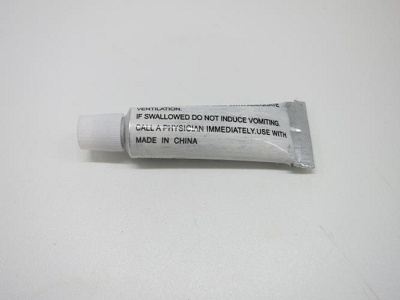 VENTILATION.
IF SWALLOWED DO NOT INDUCE VOMITING
CALL A PHYSICIAN IMMEDIATELY.USE WITH
MADE IN CHINA